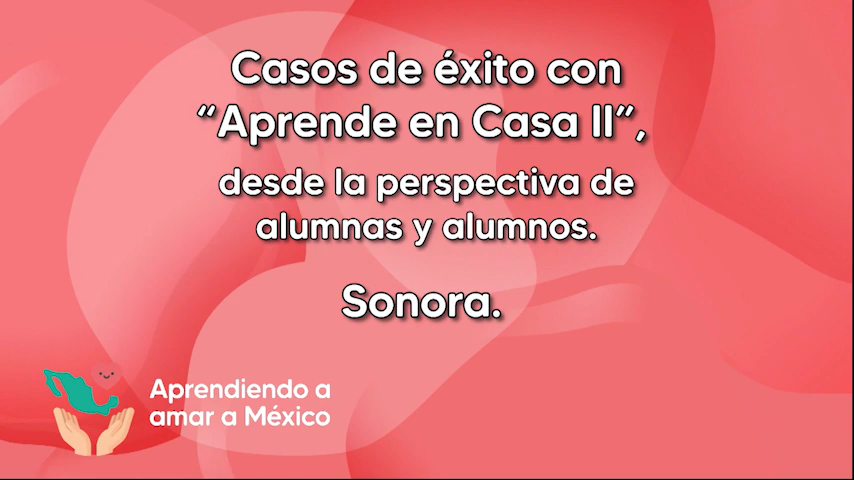 Casos de éxito con
“Aprende en Casa II”,
desde la perspectiva de
alumnas y alumnos.
Sonora.
Aprendiendo a
amar a México